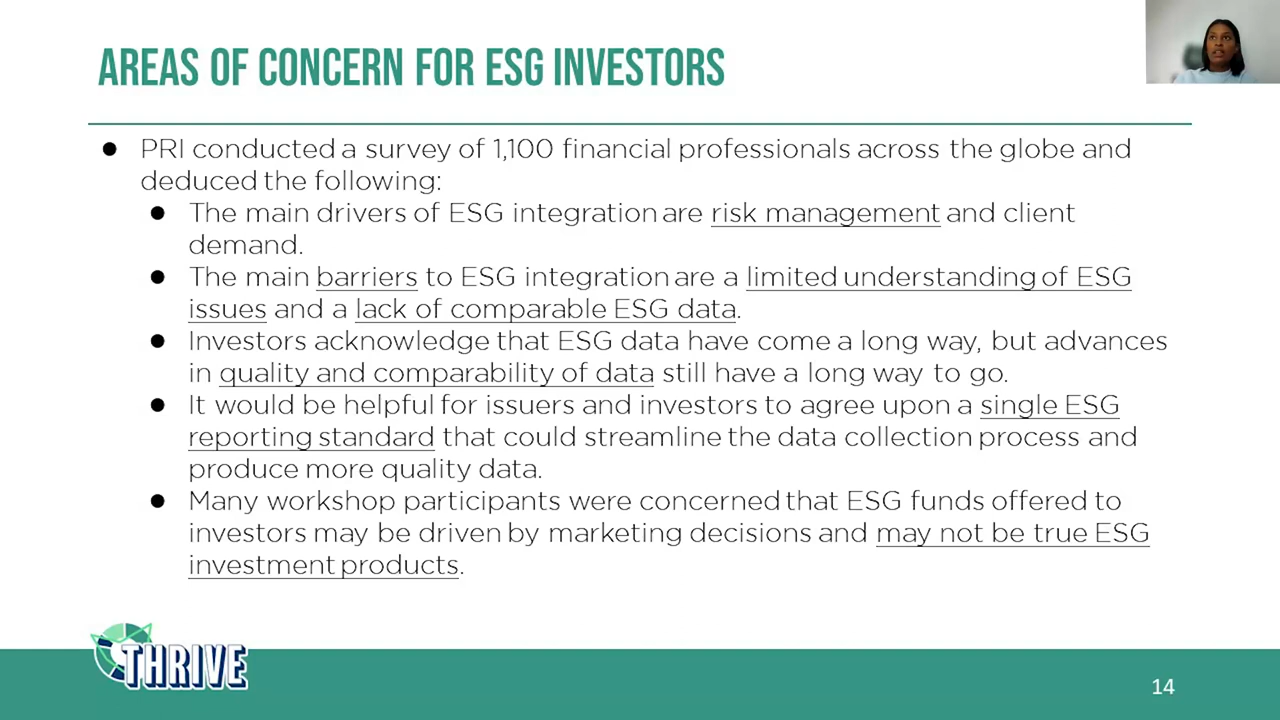 AREAS OF CONCERN FOR ESG INVESTORS
● PRI conducted a survey of 1,100 financial professionals across the globe and
deduced the following:
● The main drivers of ESG integration are risk management and client
demand.
● The main barriers to ESG integration are a limited understanding of ESG
issues and a lack of comparable ESG data.
● Investors acknowledge that ESG data have come a long way, but advances
in quality and comparability of data still have a long way to go.
● It would be helpful for issuers and investors to agree upon a single ESG
reporting standard that could streamline the data collection process and
produce more quality data.
● Many workshop participants were concerned that ESG funds offered to
investors may be driven by marketing decisions and may not be true ESG
investment products.
THRIVE
14